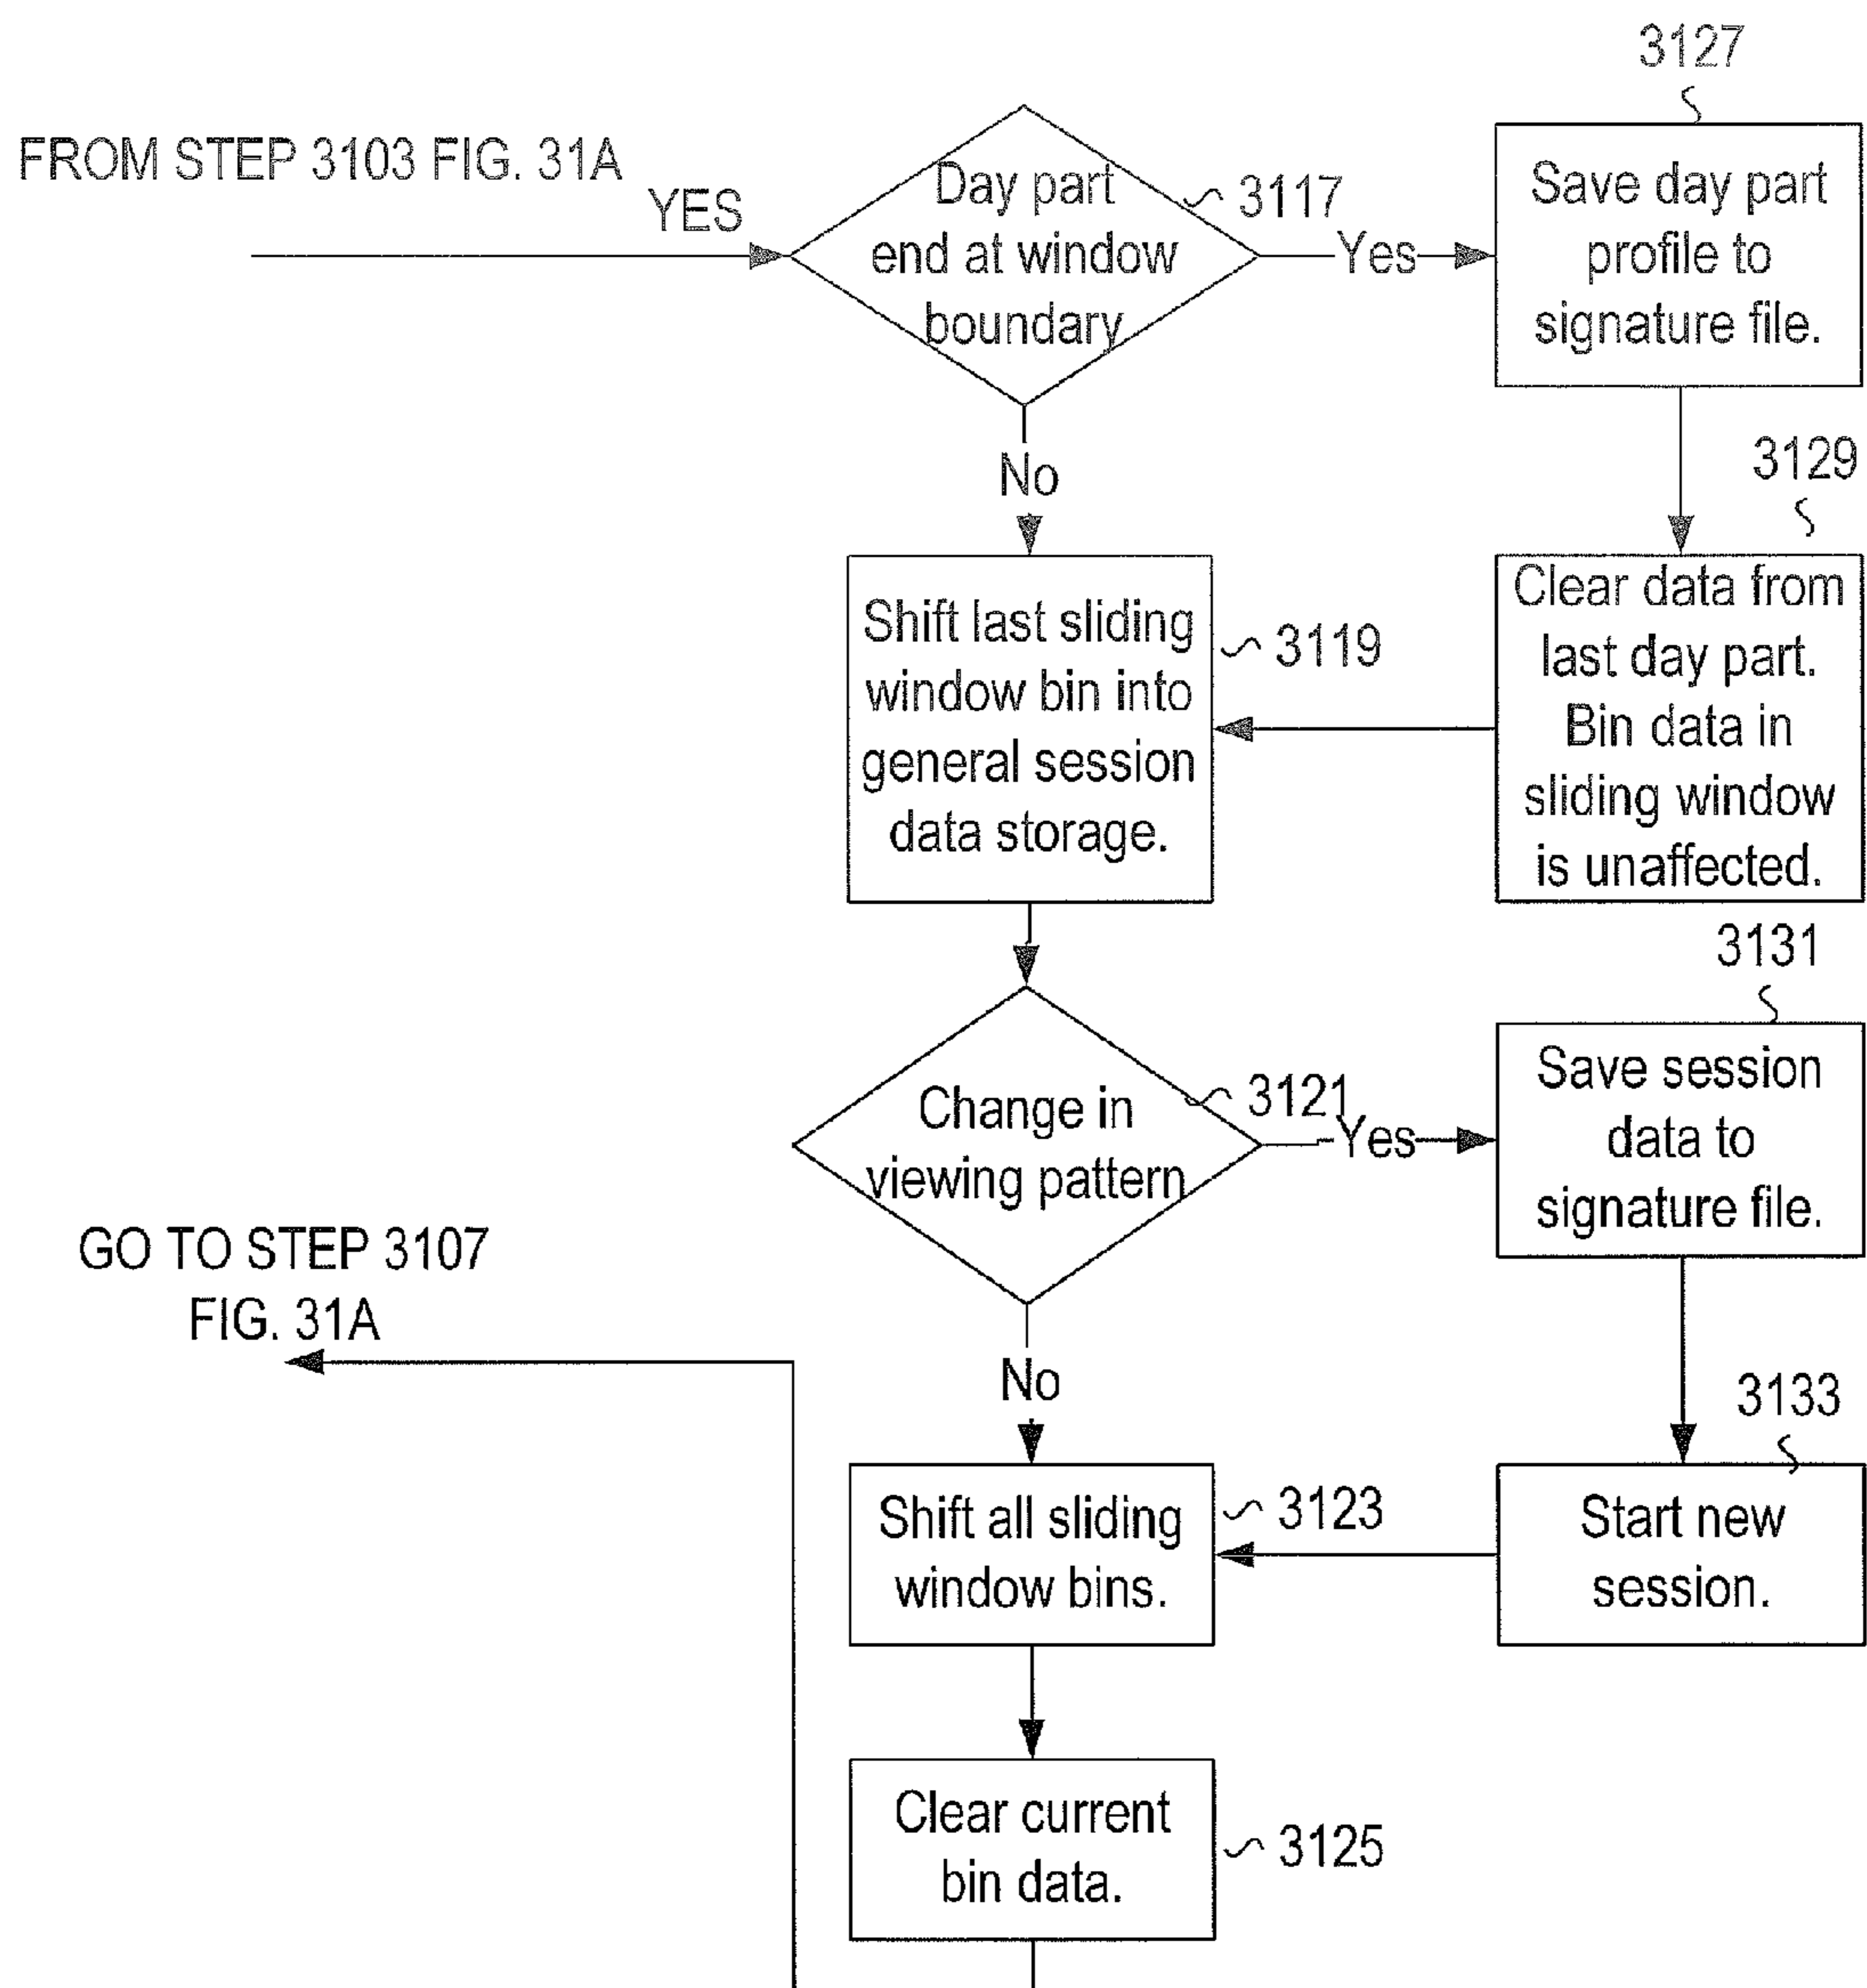 3127
FROM STEP 3103 FIG. 31A
YES
Day part
end at window
boundary
3117
Yes
Save day part
profile to
signature file.
No
3129
Shift last sliding
window bin into
general session
data storage.
3119
Clear data from
last day part.
Bin data in
sliding window
is unaffected.
3131
Change in
viewing pattern
3121
Yes
Save session
data to
signature file.
GO TO STEP 3107
FIG. 31A
No
3133
Shift all sliding
window bins.
3123
Start new
session.
Clear current
bin data.
3125